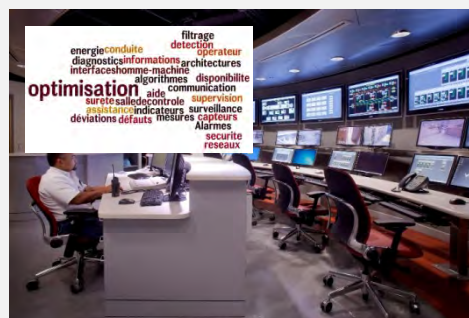 filtrage
detection
energie conduite operateur
diagnostics informations architectures
interfaceshomme-machine
algorithmes disponibilite
optimisation aide communication
surete salledecontrole supervision
assistance indicateurs surveillance
déviations défauts mesures capteurs
Alarmes
securite
reseaux